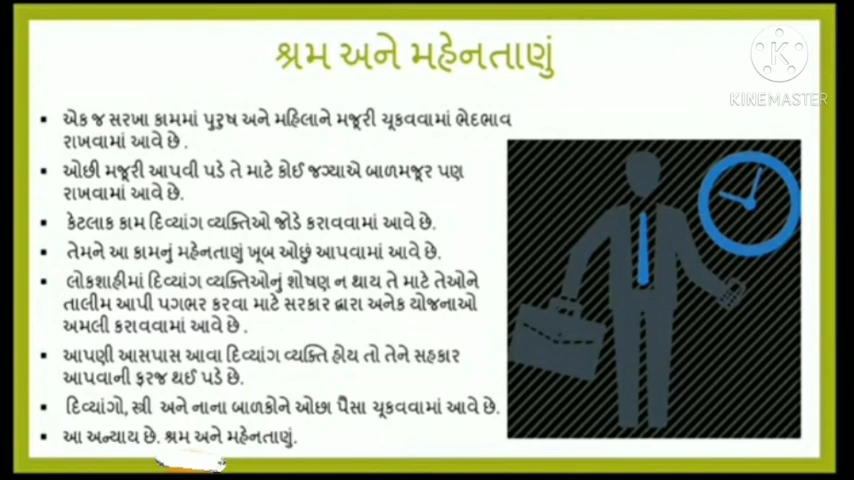 શ્રમ અને મહેનતાણું
KINEMASTER
▪ એક જ સરખા કામમાં પુરુષ અને મહિલાને મજૂરી ચૂકવવામાં ભેદભાવ
રાખવામાં આવે છે .
▪ ઓછી મજૂરી આપવી પડે તે માટે કોઈ જગ્યાએ બાળમજૂર પણ
રાખવામાં આવે છે.
▪ કેટલાક કામ દિવ્યાંગ વ્યક્તિઓ જોડે કરાવવામાં આવે છે.
▪ તેમને આ કામનું મહેનતાણું ખૂબ ઓછું આપવામાં આવે છે.
▪ લોકશાહીમાં દિવ્યાંગ વ્યક્તિઓનું શોષણ ન થાય તે માટે તેઓને
તાલીમ આપી પગભર કરવા માટે સરકાર દ્વારા અનેક યોજનાઓ
અમલી કરાવવામાં આવે છે .
▪ આપણી આસપાસ આવા દિવ્યાંગ વ્યક્તિ હોય તો તેને સહકાર
આપવાની ફરજ થઈ પડે છે.
▪ દિવ્યાંગો, સ્ત્રી અને નાના બાળકોને ઓછા પૈસા ચૂકવવામાં આવે છે.
▪ આ અન્યાય છે. શ્રમ અને મહેનતાણું.